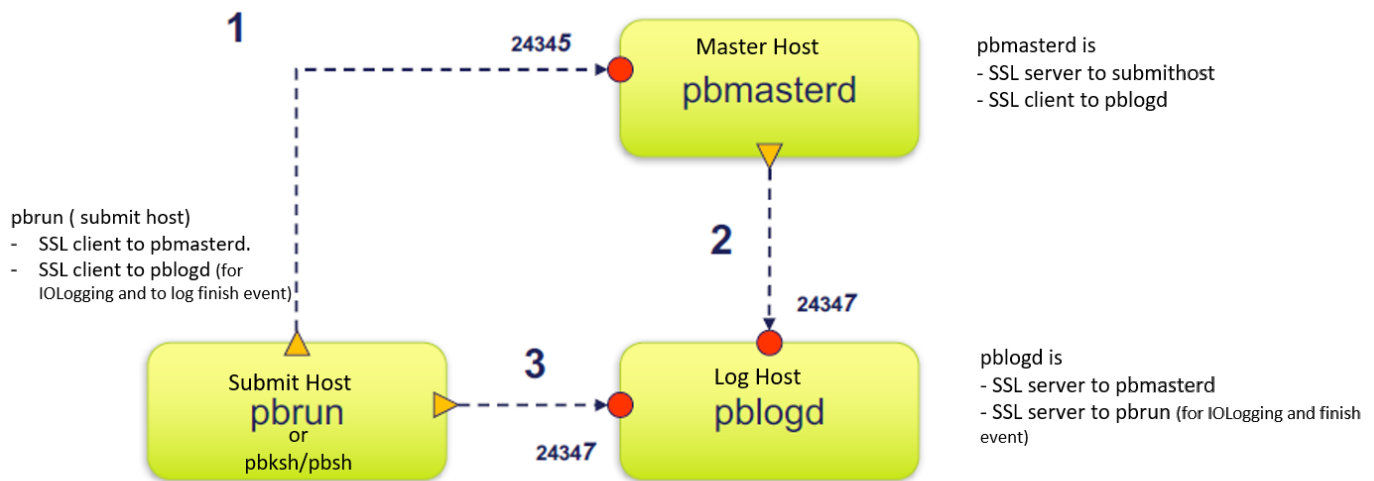 1
24345
Master Host
pbmasterd
pbmasterd is
- SSL server to submithost
- SSL client to pblogd
pbrun ( submit host)
- SSL client to pbmasterd.
- SSL client to pblogd (for
IOLogging and to log finish event)
2
24347
Submit Host
pbrun
or
pbksh/pbsh
3
24347
Log Host
pblogd
pblogd is
- SSL server to pbmasterd
- SSL server to pbrun (for IOLogging and finish
event)